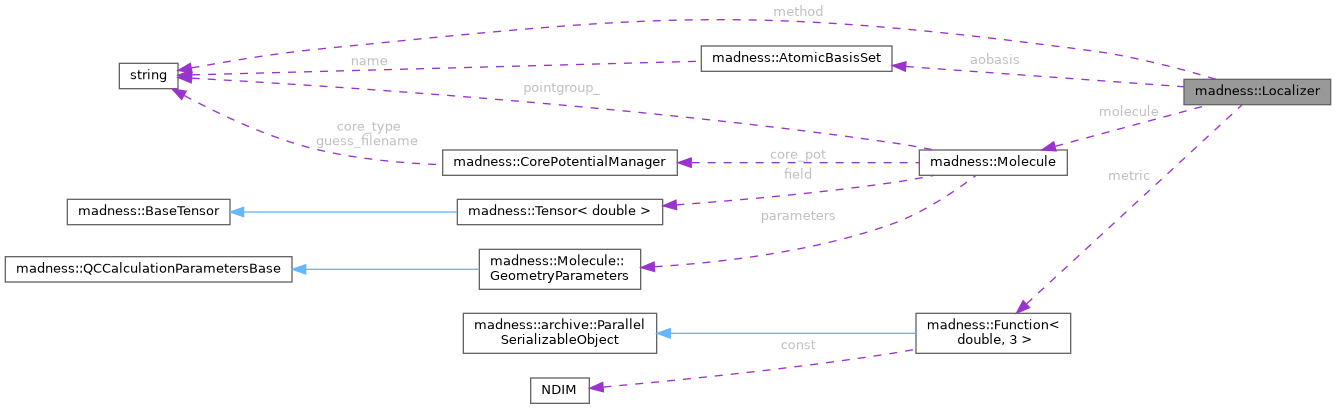 method
name
madness::AtomicBasisSet
aobasis
string
pointgroup_
madness::Localizer
molecule
core_type
guess_filename
madness::CorePotentialManager
core_pot
madness::Molecule
field
metric
madness::BaseTensor
madness::Tensor< double >
parameters
madness::QCCalculationParametersBase
madness::Molecule::
GeometryParameters
madness::archive::Parallel
SerializableObject
madness::Function<
double, 3 >
const
NDIM